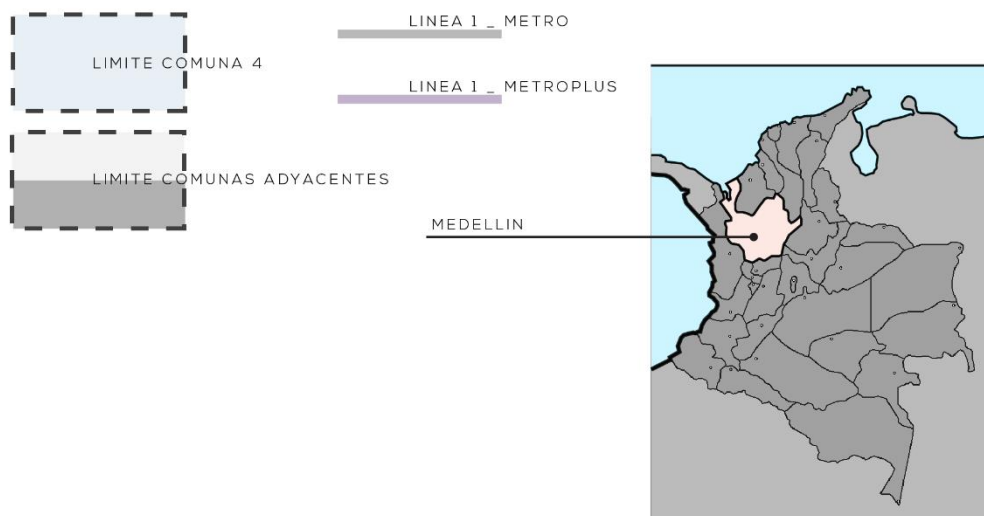 LIMITE COMUNA 4
LIMITE COMUNAS ADYACENTES
LINEA 1 _ METRO
LINEA 1 _ METROPLUS
MEDELLIN